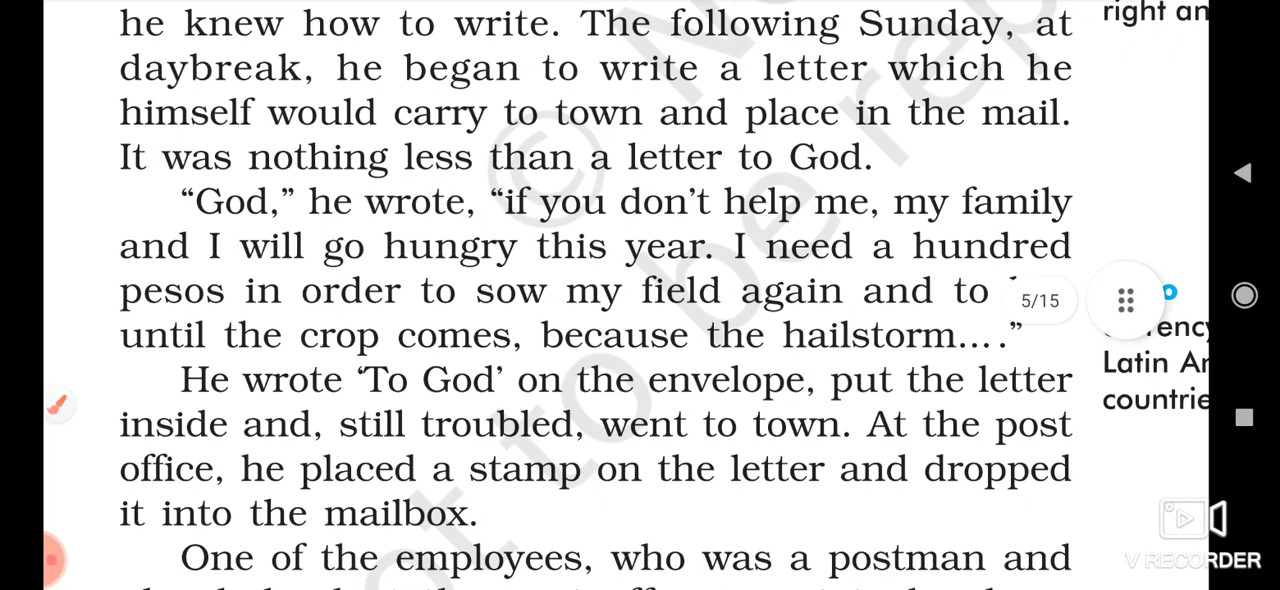 he knew how to write. The following Sunday, at
daybreak, he began to write a letter which he
himself would carry to town and place in the mail.
It was nothing less than a letter to God.
“God,” he wrote, “if you don’t help me, my family
and I will go hungry this year. I need a hundred
pesos in order to sow my field again and to
until the crop comes, because the hailstorm....”
He wrote ‘To God’ on the envelope, put the letter
inside and, still troubled, went to town. At the post
office, he placed a stamp on the letter and dropped
it into the mailbox.
One of the employees, who was a postman and
right an
5/15
Latin Ar
countrie
V RECORDER